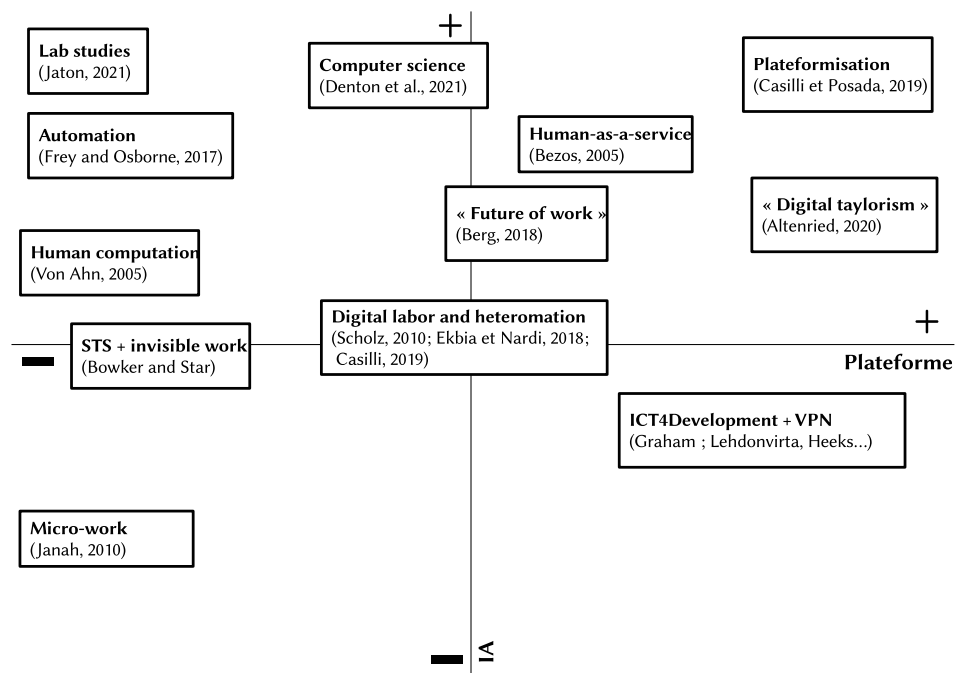 +
Lab studies
(Jaton, 2021)
Computer science
(Denton et al., 2021)
Plateformisation
(Casilli et Posada, 2019)
Automation
(Frey and Osborne, 2017)
Human-as-a-service
(Bezos, 2005)
« Future of work »
(Berg, 2018)
« Digital taylorism »
(Altenried, 2020)
Human computation
(Von Ahn, 2005)
Digital labor and heteromation
(Scholz, 2010; Ekbia et Nardi, 2018;
Casilli, 2019)
+
STS + invisible work
(Bowker and Star)
Plateforme
ICT4Development + VPN
(Graham ; Lehdonvirta, Heeks...)
Micro-work
(Janah, 2010)
IA